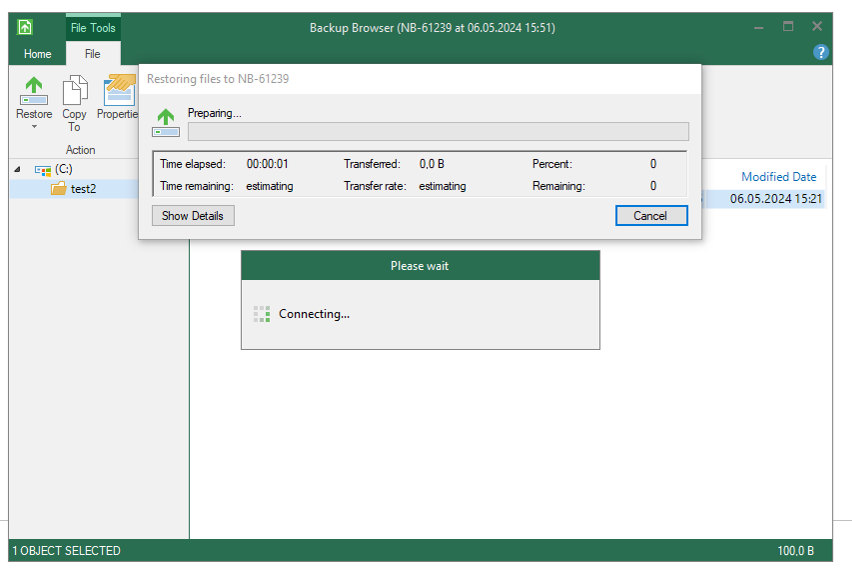 File Tools
Backup Browser (NB-61239 at 06.05.2024 15:51)
Home
File
?
Restore
Copy To
Propertie
Action
Restoring files to NB-61239
Preparing...
Time elapsed: 00:00:01 Transferred: 0,0 B Percent: 0
Time remaining: estimating Transfer rate: estimating Remaining: 0
Show Details
Cancel
(C:)
test2
Modified Date
06.05.2024 15:21
Please wait
Connecting...
1 OBJECT SELECTED
100,0 B